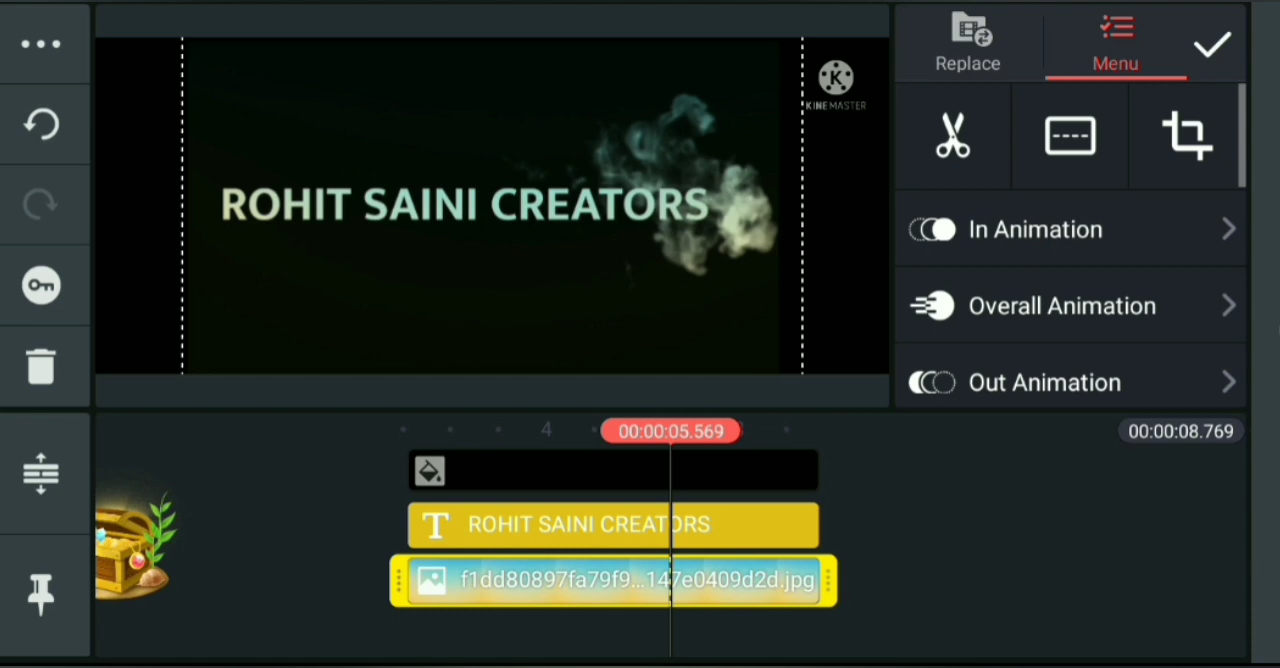 Replace
Menu
K
KINEMASTER
ROHIT SAINI CREATORS
In Animation
Overall Animation
Out Animation
4
00:00:05.569
00:00:08.769
T ROHIT SAINI CREATORS
f1dd80897fa79f9...147e0409d2d.jpg